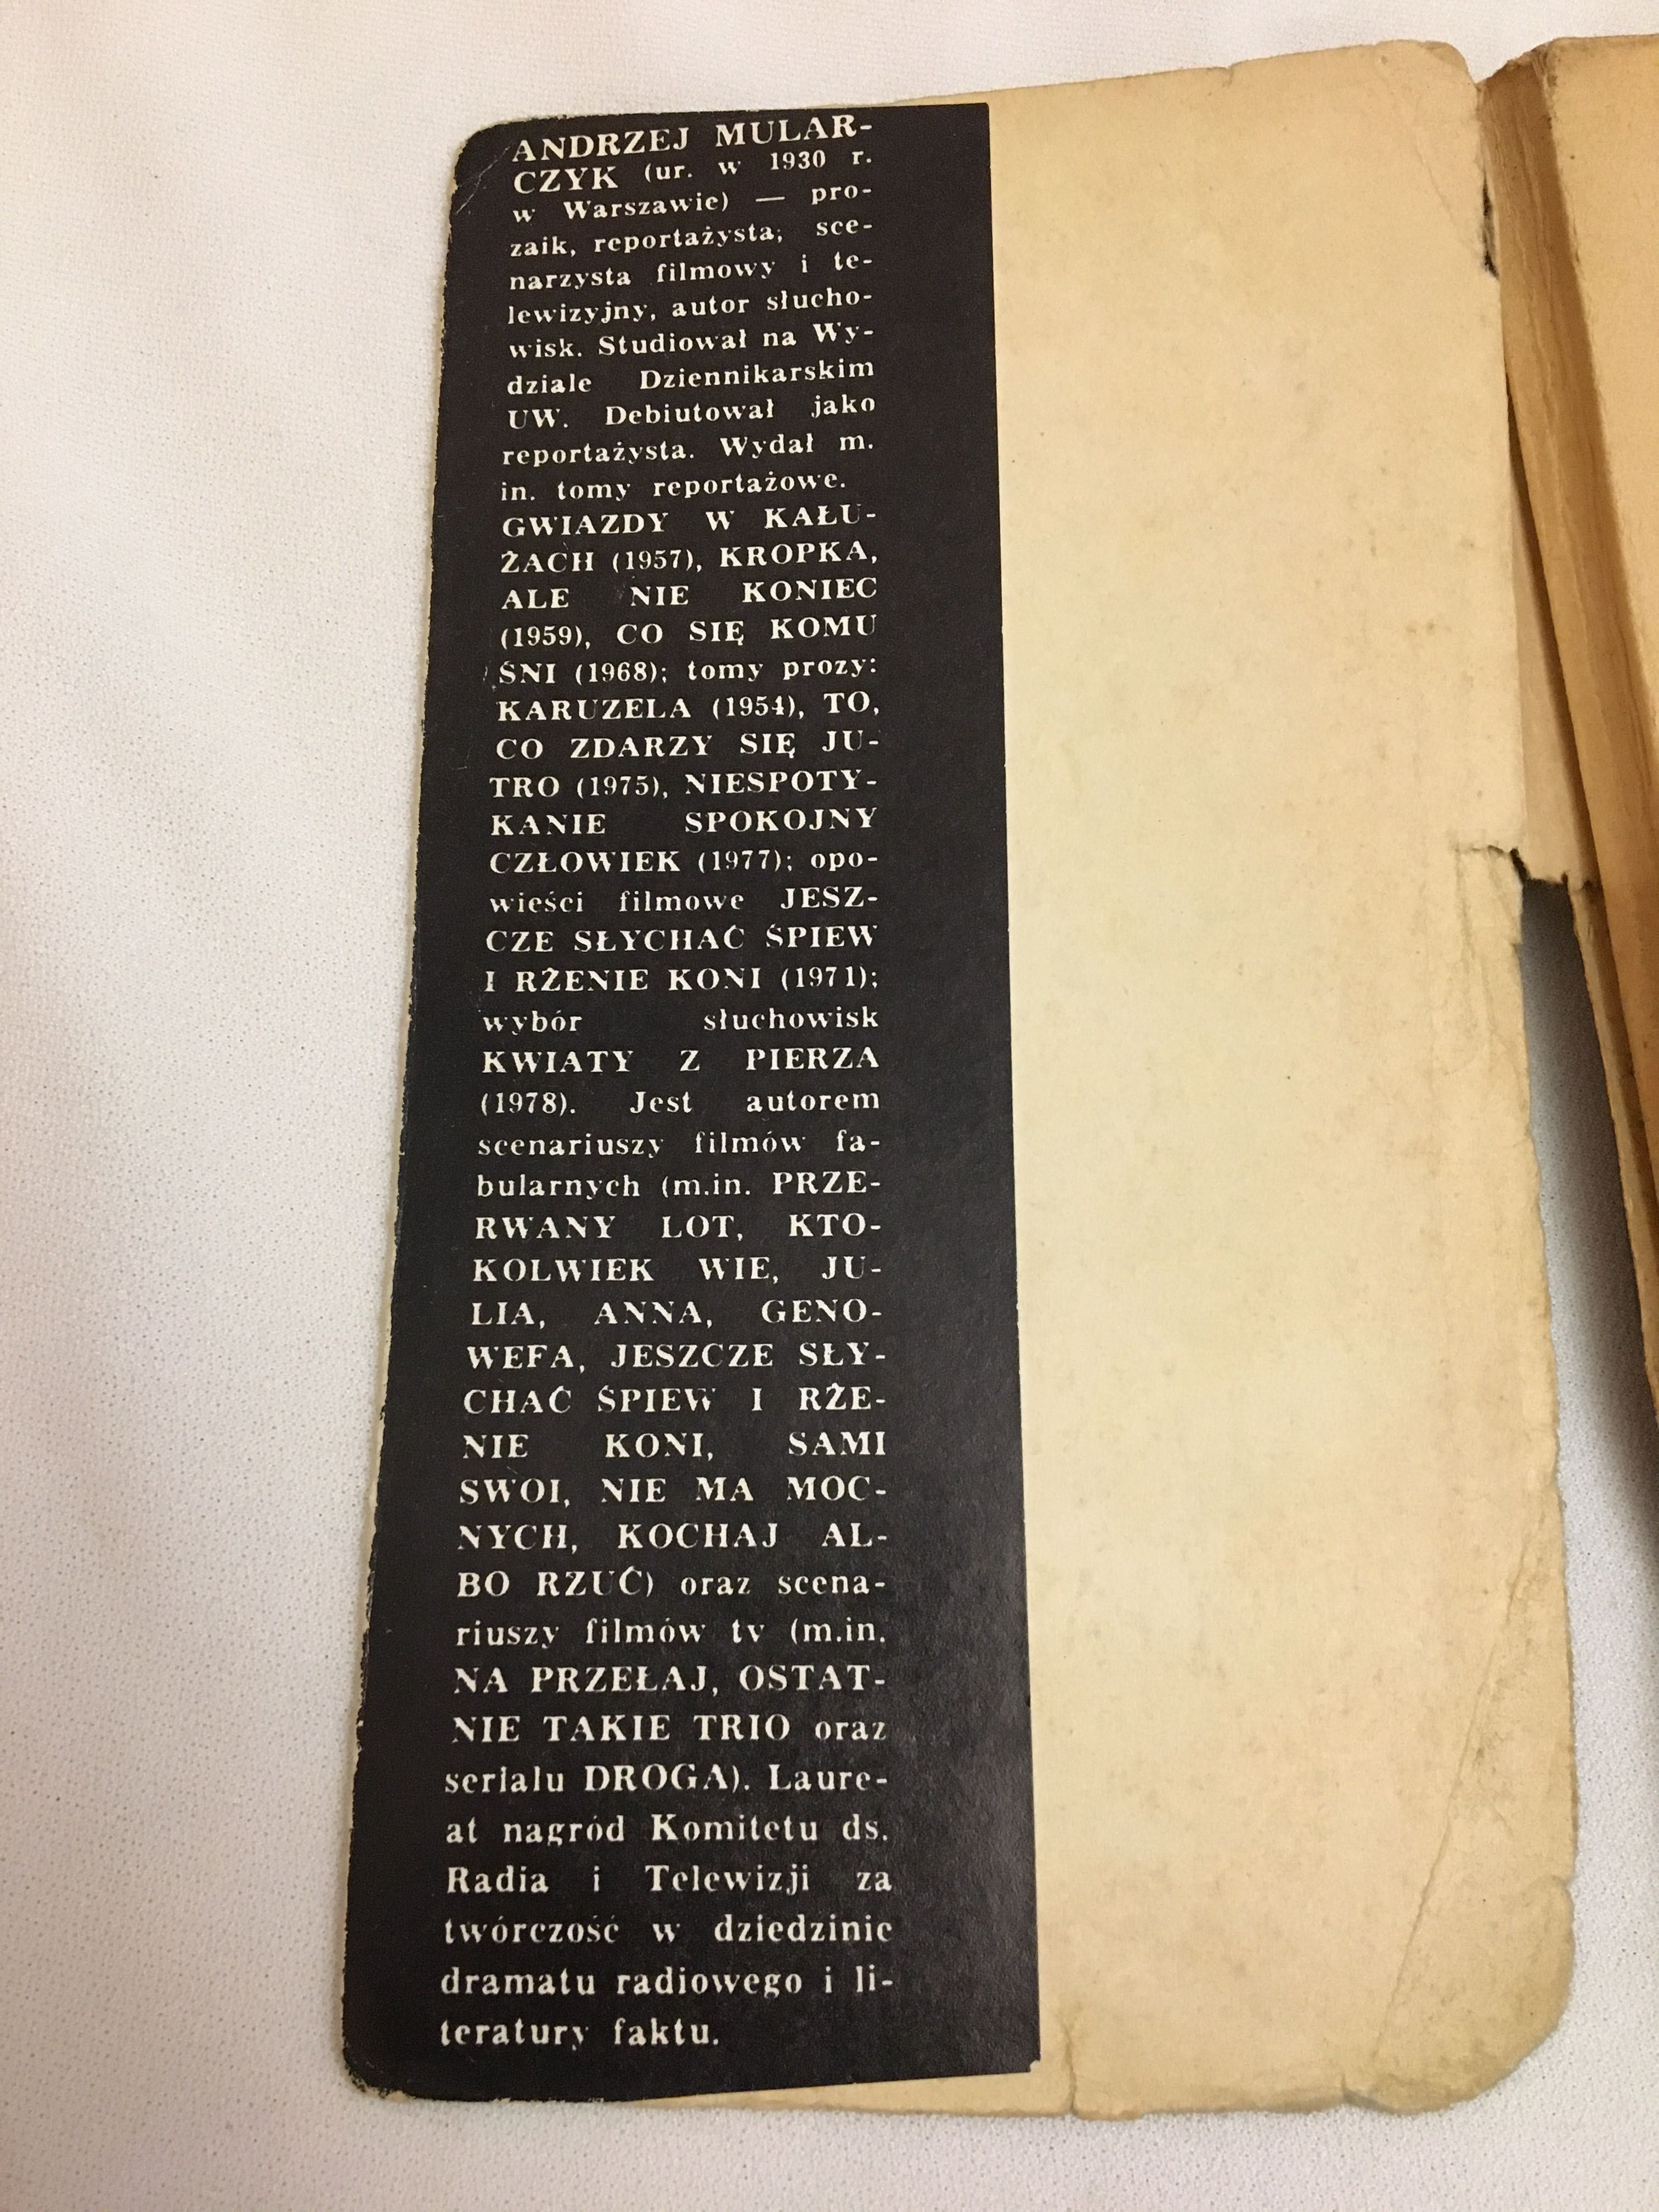 ANDRZEJ MULAR-
CZYK (ur. w 1930 r.
w Warszawie) — pro-
zaik, reportażysta; sce-
narzysta filmowy i te-
lewizyjny, autor słucho-
wisk. Studiował na Wy-
dziale Dziennikarskim
UW. Debiutował jako
reportażysta. Wydał m.
in. tomy reportażowe.
GWIAZDY W KAŁU-
ŻACH (1957), KROPKA,
ALE NIE KONIEC
(1959), CO SIĘ KOMU
ŚNI (1968); tomy prozy:
KARUZELA (1954), TO,
CO ZDARZY SIĘ JU-
TRO (1975), NIESPOTY-
KANIE SPOKOJNY
CZŁOWIEK (1977); opo-
wieści filmowe JESZ-
CZE SŁYCHAĆ ŚPIEW
I RŻENIE KONI (1971);
wybór słuchowisk
KWIATY Z PIERZA
(1978). Jest autorem
scenariuszy filmów fa-
bularnych (m.in. PRZE-
RWANY LOT, KTO-
KOLWIEK WIE, JU-
LIA, ANNA, GENO-
WEFA, JESZCZE SŁY-
CHAĆ ŚPIEW I RŻE-
NIE KONI, SAMI
SWOI, NIE MA MOC-
NYCH, KOCHAJ AL-
BO RZUĆ) oraz scena-
riuszy filmów tv (m.in.
NA PRZEŁAJ, OSTAT-
NIE TAKIE TRIO oraz
serialu DROGA). Laure-
at nagród Komitetu ds.
Radia i Telewizji za
twórczość w dziedzinie
dramatu radiowego i li-
teratury faktu.